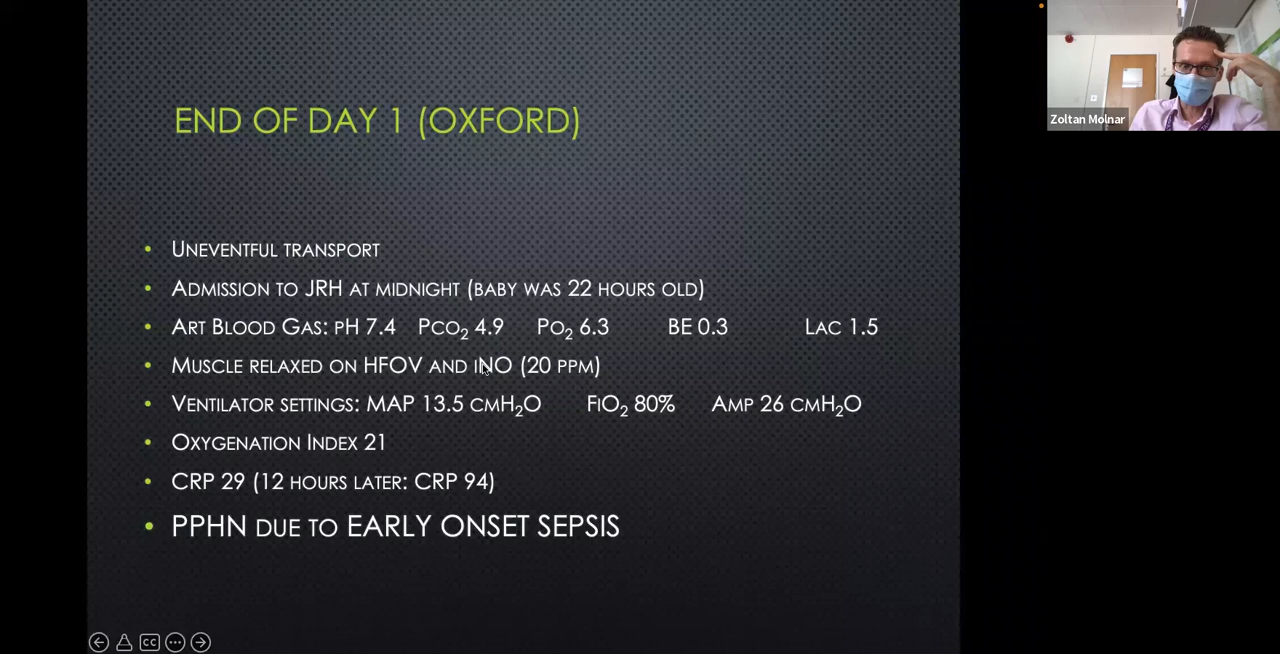 END OF DAY 1 (OXFORD)
• UNEVENTFUL TRANSPORT
• ADMISSION TO JRH AT MIDNIGHT (BABY WAS 22 HOURS OLD)
• ART BLOOD GAS: PH 7.4 PCO₂ 4.9 PO₂ 6.3 BE 0.3 LAC 1.5
• MUSCLE RELAXED ON HFOV AND INO (20 PPM)
• VENTILATOR SETTINGS: MAP 13.5 CMH₂O FIO₂ 80% AMP 26 CMH₂O
• OXYGENATION INDEX 21
• CRP 29 (12 HOURS LATER: CRP 94)
• PPHN DUE TO EARLY ONSET SEPSIS
Zoltan Molnar
CC